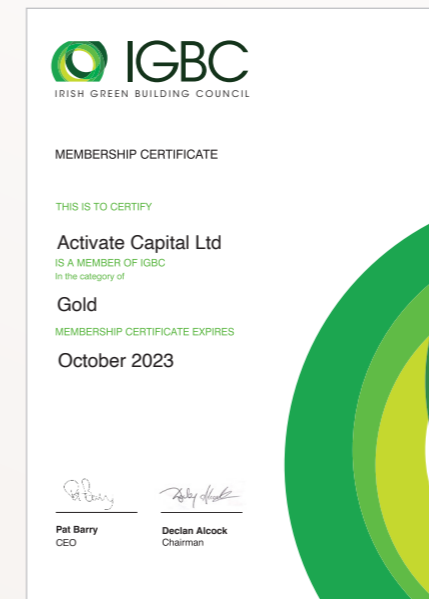 IGBC
IRISH GREEN BUILDING COUNCIL
MEMBERSHIP CERTIFICATE
THIS IS TO CERTIFY
Activate Capital Ltd
IS A MEMBER OF IGBC
In the category of
Gold
MEMBERSHIP CERTIFICATE EXPIRES
October 2023
Pat Barry
CEO
Declan Alcock
Chairman